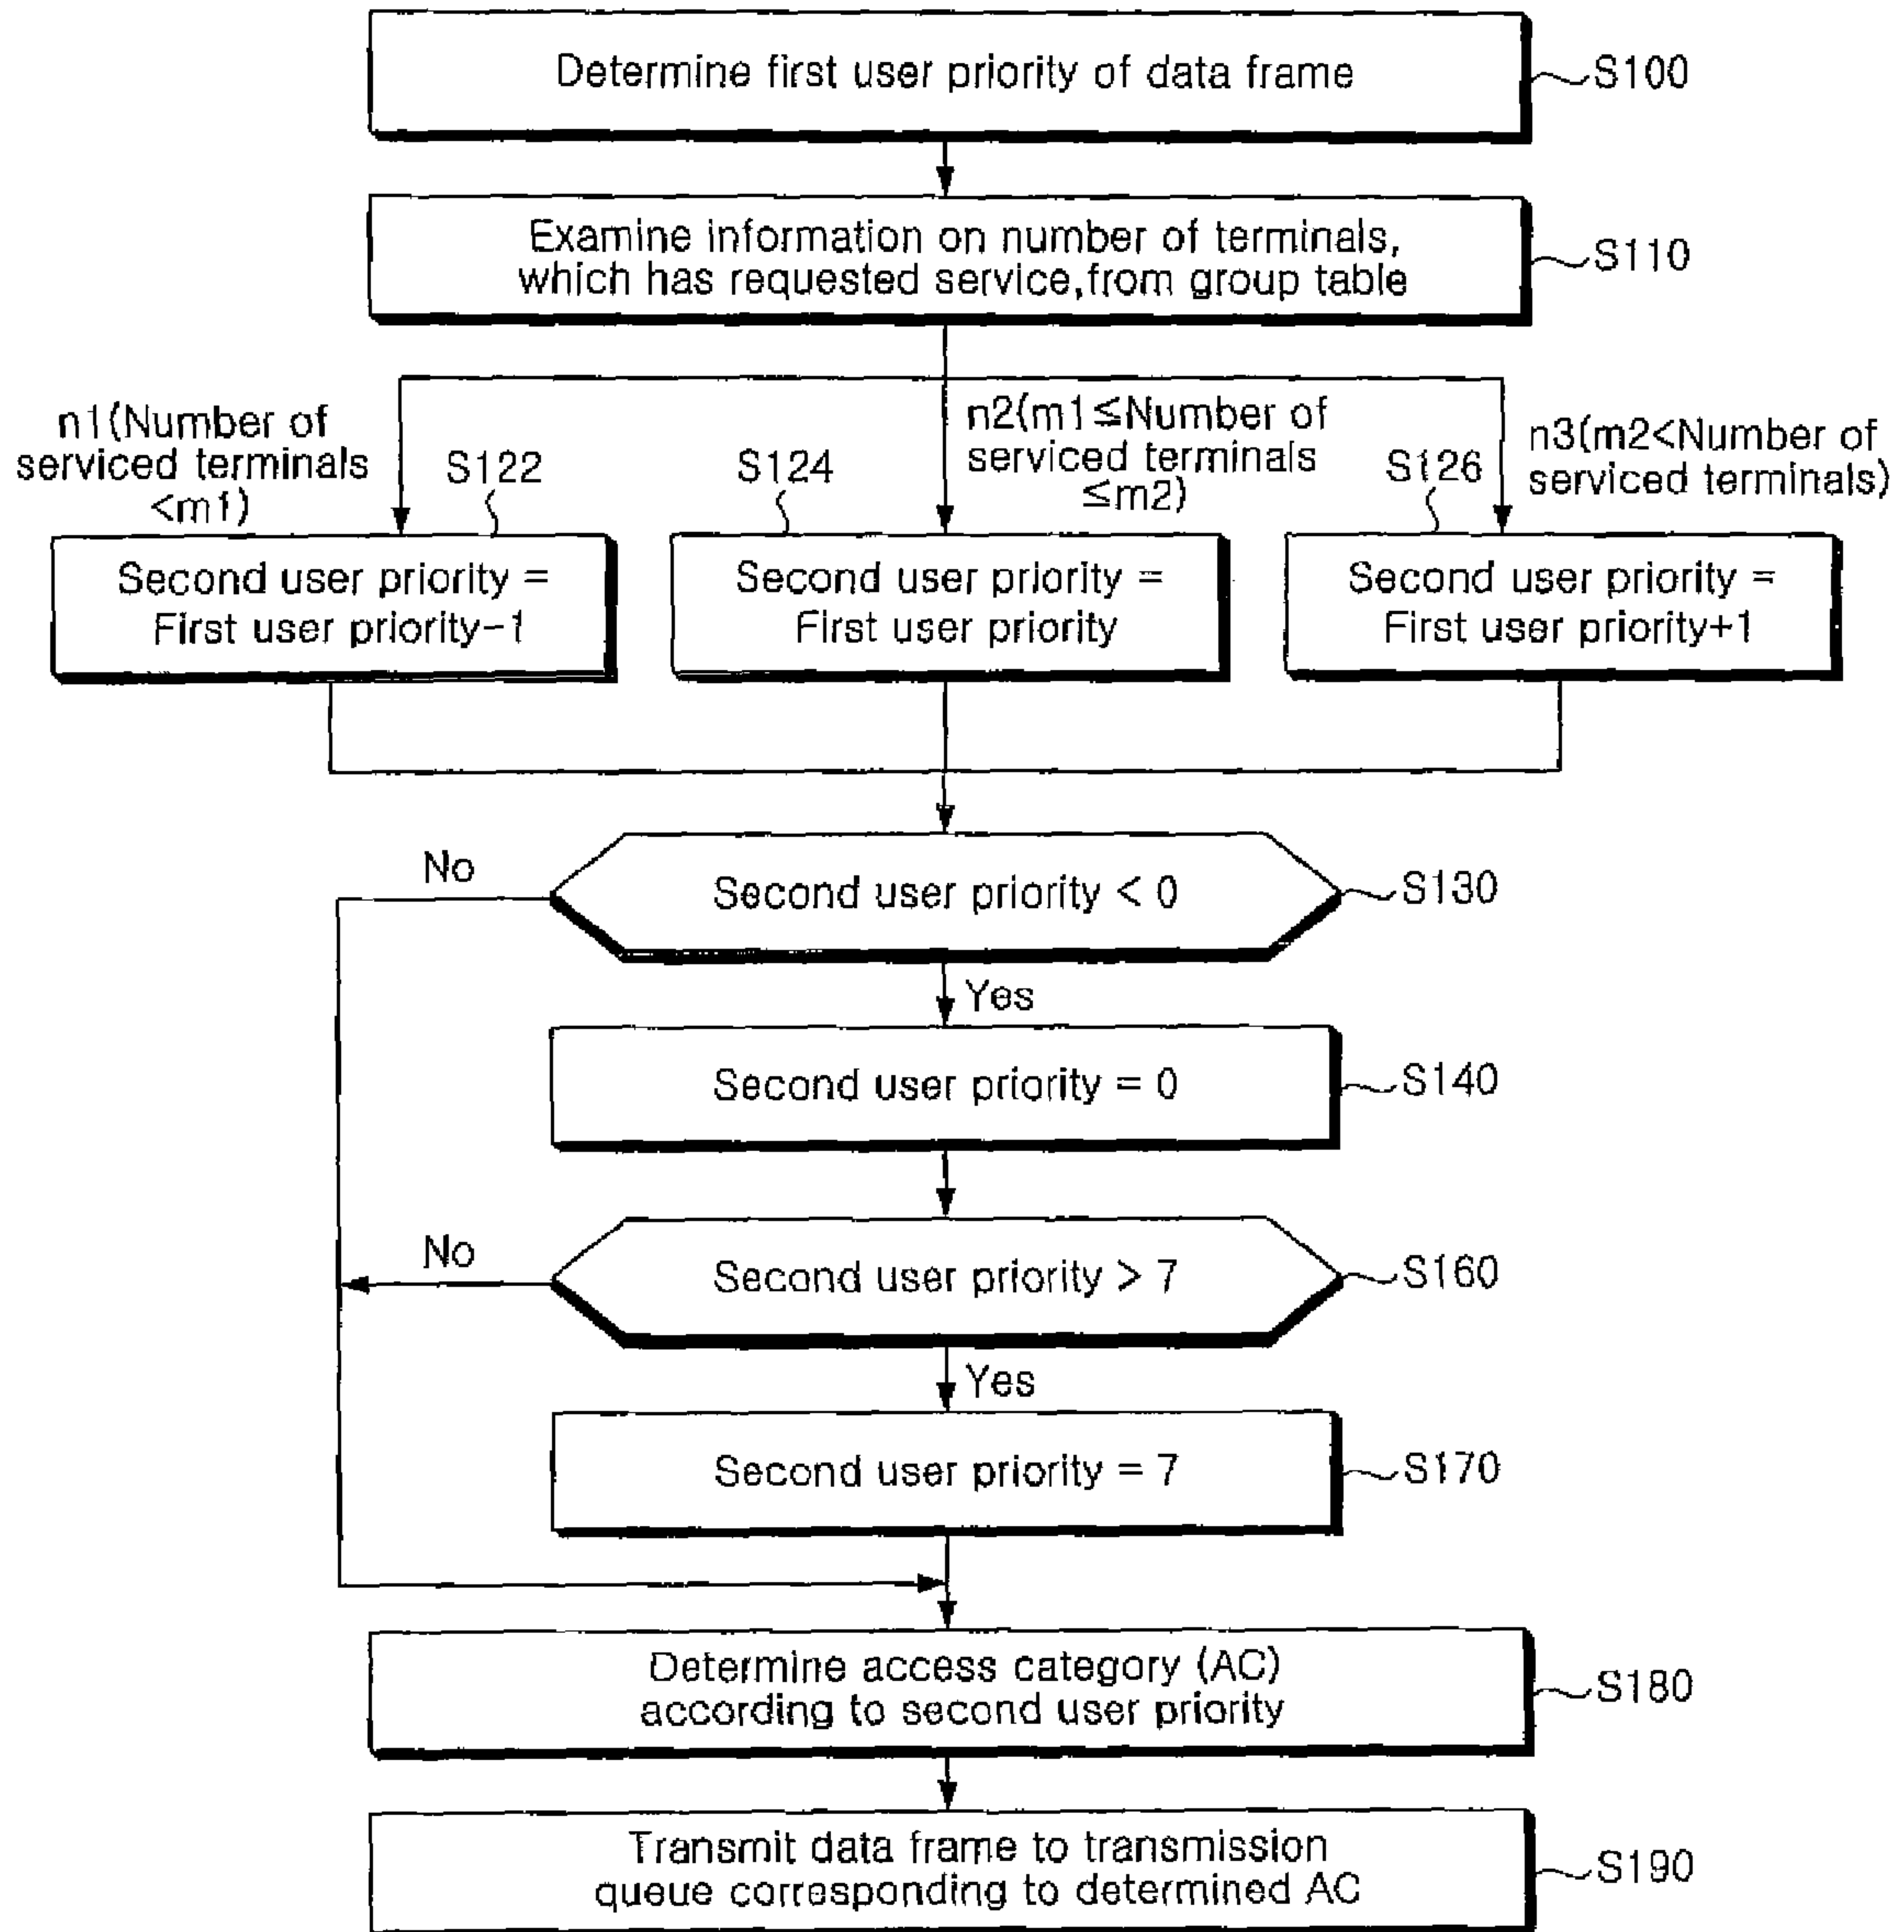 Determine first user priority of data frame
S100
Examine information on number of terminals,
which has requested service,from group table
S110
n1(Number of
serviced terminals
<m1)
S122
S124
n2(m1≦Number of
serviced terminals
≦m2)
S126
n3(m2<Number of
serviced terminals)
Second user priority =
First user priority-1
Second user priority =
First user priority
Second user priority =
First user priority+1
No
Second user priority < 0
S130
Yes
Second user priority = 0
S140
No
Second user priority > 7
S160
Yes
Second user priority = 7
S170
Determine access category (AC)
according to second user priority
S180
Transmit data frame to transmission
queue corresponding to determined AC
S190